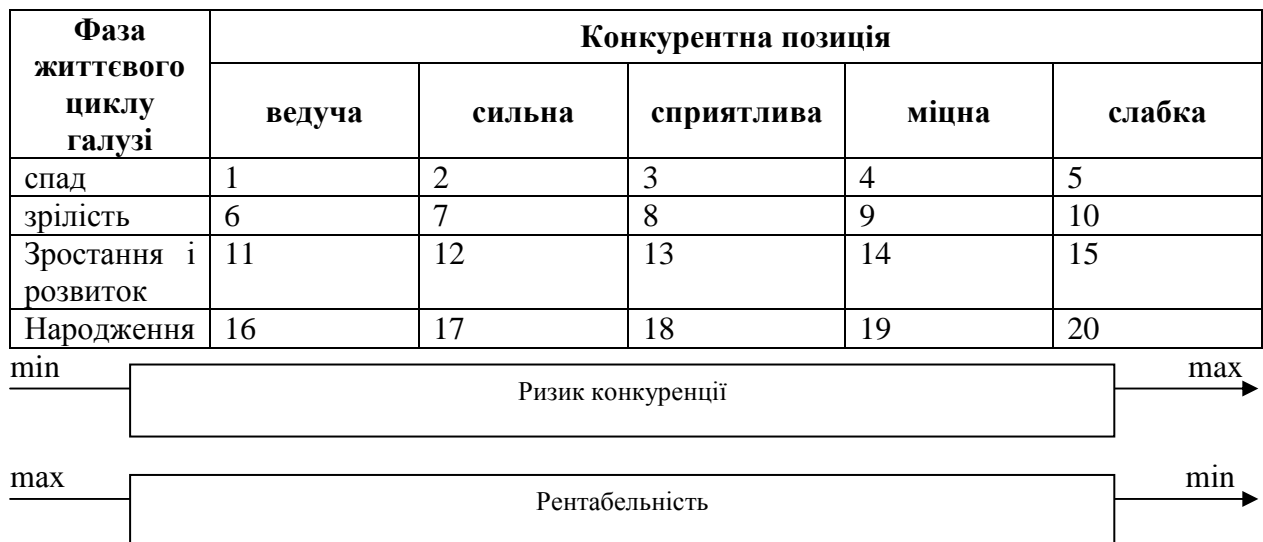 Фаза життєвого циклу галузі
Конкурентна позиція
ведуча сильна сприятлива міцна слабка
спад 1 2 3 4 5
зрілість 6 7 8 9 10
Зростання і розвиток 11 12 13 14 15
Народження 16 17 18 19 20
min Ризик конкуренції max
max Рентабельність min